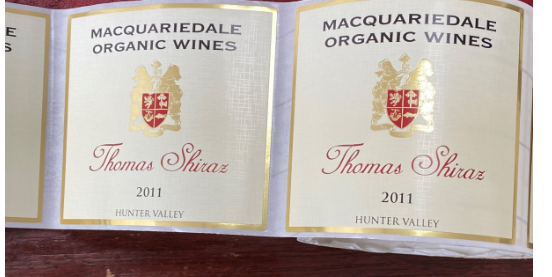 E
S
MACQUARIEDALE
ORGANIC WINES
Thomas Shiraz
2011
HUNTER VALLEY
MACQUARIEDALE
ORGANIC WINES
Thomas Shiraz
2011
HUNTER VALLEY